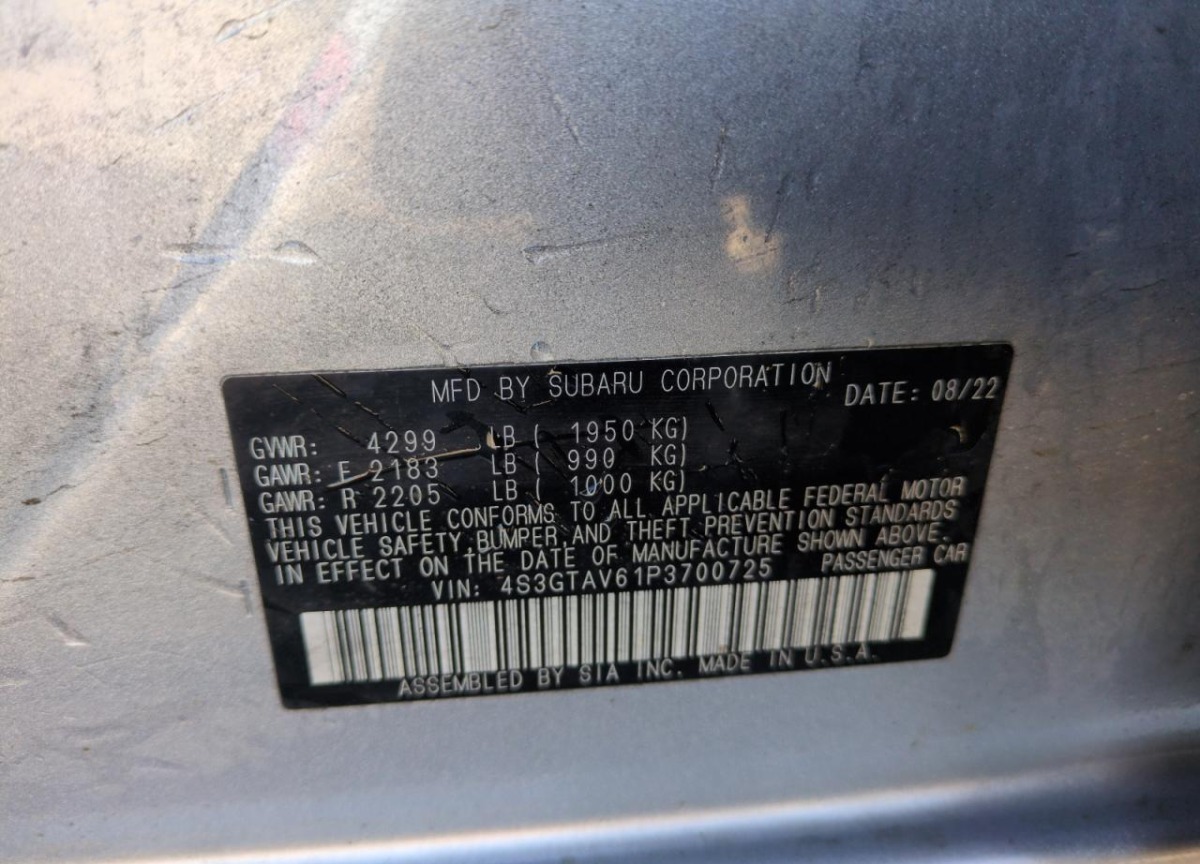 MFD BY SUBARU CORPORATION DATE: 08/22
GVWR: 4299 LB ( 1950 KG)
GAWR: F 2183 LB ( 990 KG)
GAWR: R 2205 LB ( 1000 KG)
THIS VEHICLE CONFORMS TO ALL APPLICABLE FEDERAL MOTOR
VEHICLE SAFETY BUMPER AND THEFT PREVENTION STANDARDS
IN EFFECT ON THE DATE OF MANUFACTURE SHOWN ABOVE.
VIN: 4S3GTAV61P3700725 PASSENGER CAR
ASSEMBLED BY SIA INC. MADE IN U.S.A.